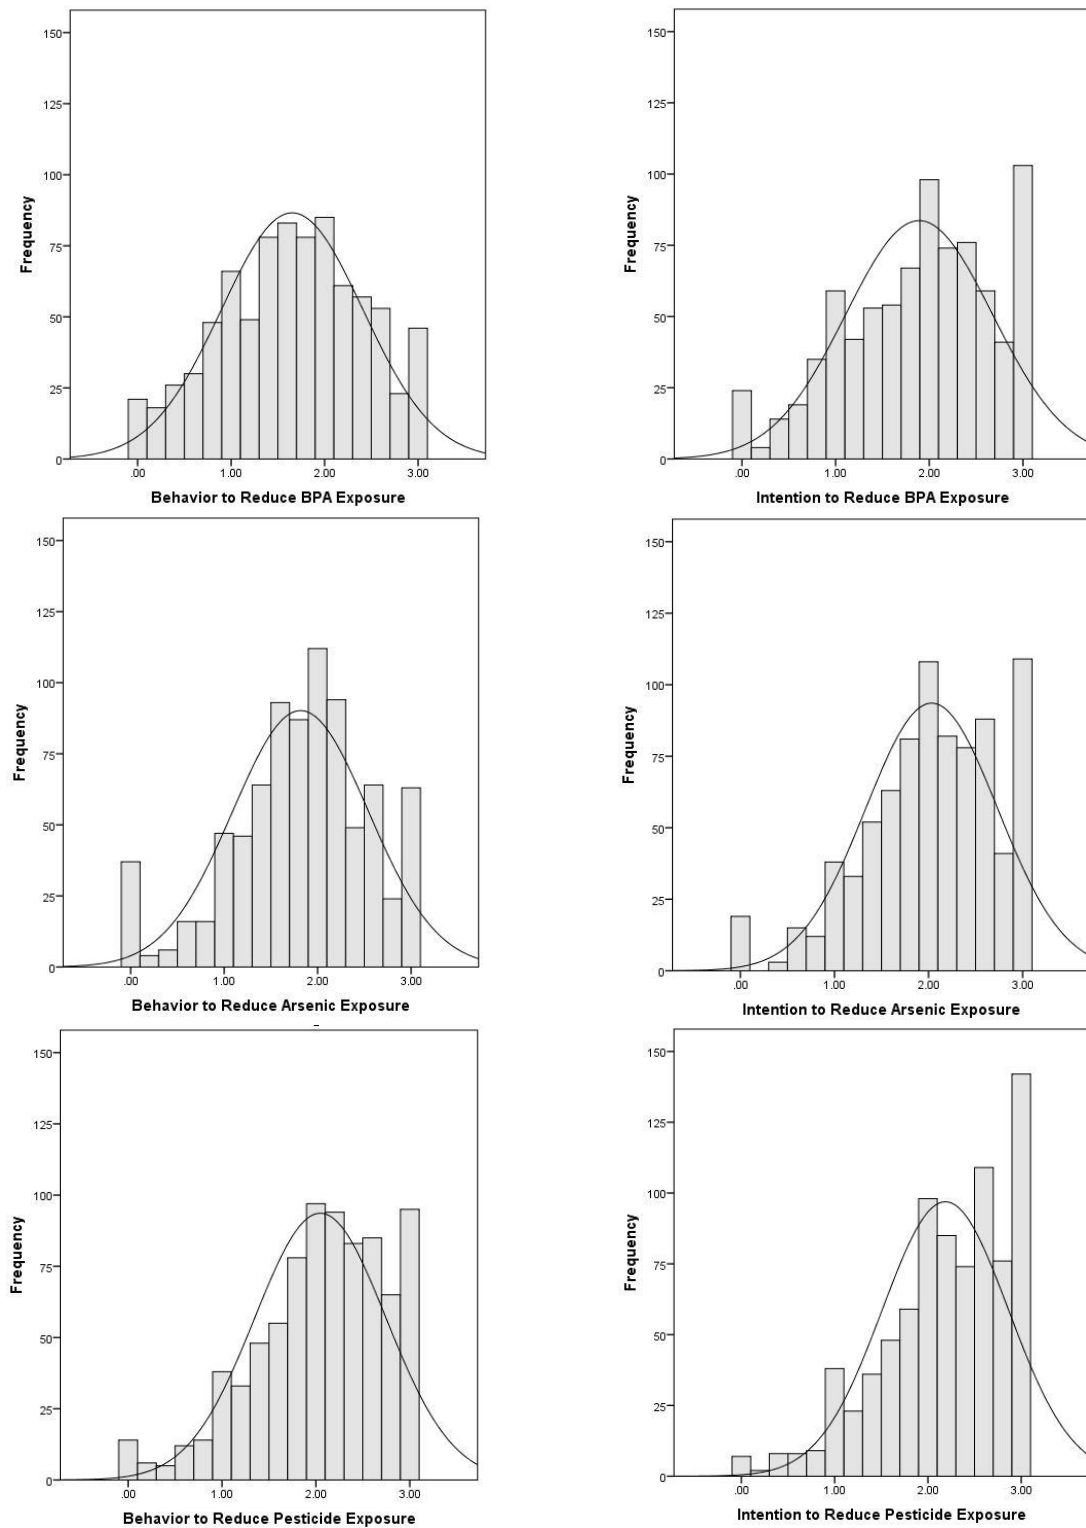 150
125
100
75
50
25
0
Frequency
.00 1.00 2.00 3.00
Behavior to Reduce BPA Exposure
150
125
100
75
50
25
0
Frequency
.00 1.00 2.00 3.00
Intention to Reduce BPA Exposure
150
125
100
75
50
25
0
Frequency
.00 1.00 2.00 3.00
Behavior to Reduce Arsenic Exposure
150
125
100
75
50
25
0
Frequency
.00 1.00 2.00 3.00
Intention to Reduce Arsenic Exposure
150
125
100
75
50
25
0
Frequency
.00 1.00 2.00 3.00
Behavior to Reduce Pesticide Exposure
150
125
100
75
50
25
0
Frequency
.00 1.00 2.00 3.00
Intention to Reduce Pesticide Exposure